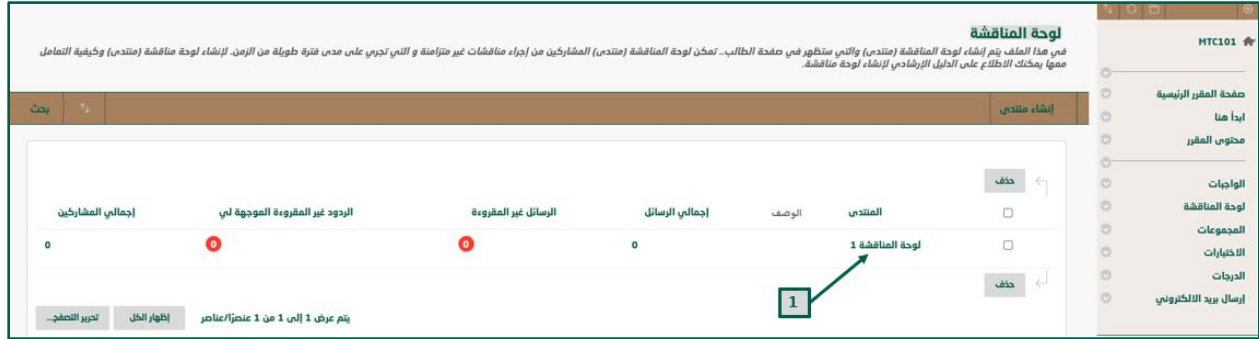 MTC101
صفحة المقرر الرئيسية
ابدأ هنا
محتوى المقرر
الواجبات
لوحة المناقشة
المجموعات
الاختبارات
الدرجات
إرسال بريد الالكتروني
لوحة المناقشة
في هذا الملف يتم إنشاء لوحة المناقشة (منتدى) والتي ستظهر في صفحة الطالب.. تمكن لوحة المناقشة (منتدى) المشاركين من إجراء مناقشات غير متزامنة و التي تجري على مدى فترة طويلة من الزمن. لإنشاء لوحة مناقشة (منتدى) وكيفية التعامل
معها يمكنك الاطلاع على الدليل الإرشادي لإنشاء لوحة مناقشة.
إنشاء منتدى بحث
حذف
المنتدى الوصف إجمالي الرسائل الرسائل غير المقروءة الردود غير المقروءة الموجهة لي إجمالي المشاركين
لوحة المناقشة 1 0 0 0 0
حذف
1
يتم عرض 1 إلى 1 من 1 عنصرًا/عناصر إظهار الكل تحرير التصفح...